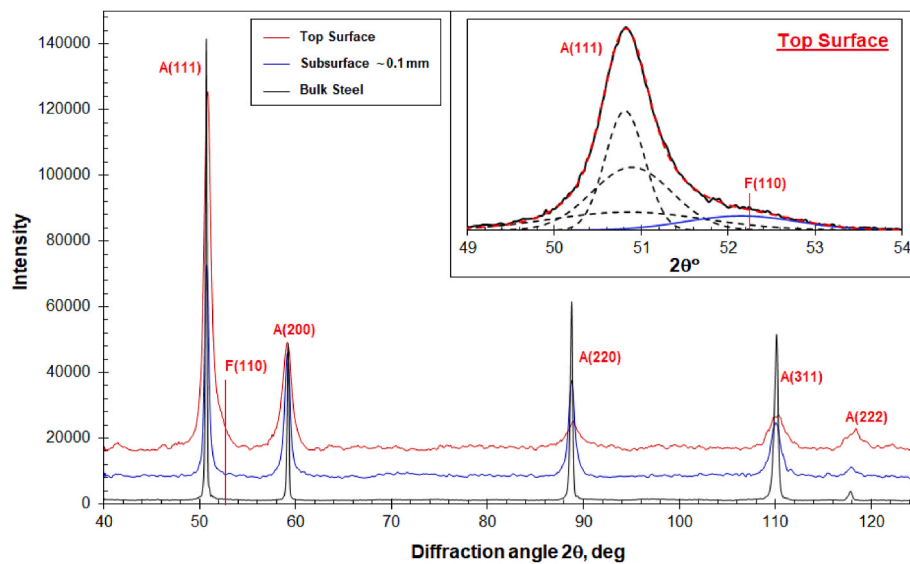 140000
120000
100000
80000
60000
40000
20000
0
Intensity
40
50
60
70
80
90
100
110
120
Diffraction angle 2θ, deg
A(111)
F(110)
A(200)
A(220)
A(311)
A(222)
Top Surface
Subsurface ~0.1 mm
Bulk Steel
Top Surface
A(111)
F(110)
49
50
51
52
53
54
2θº